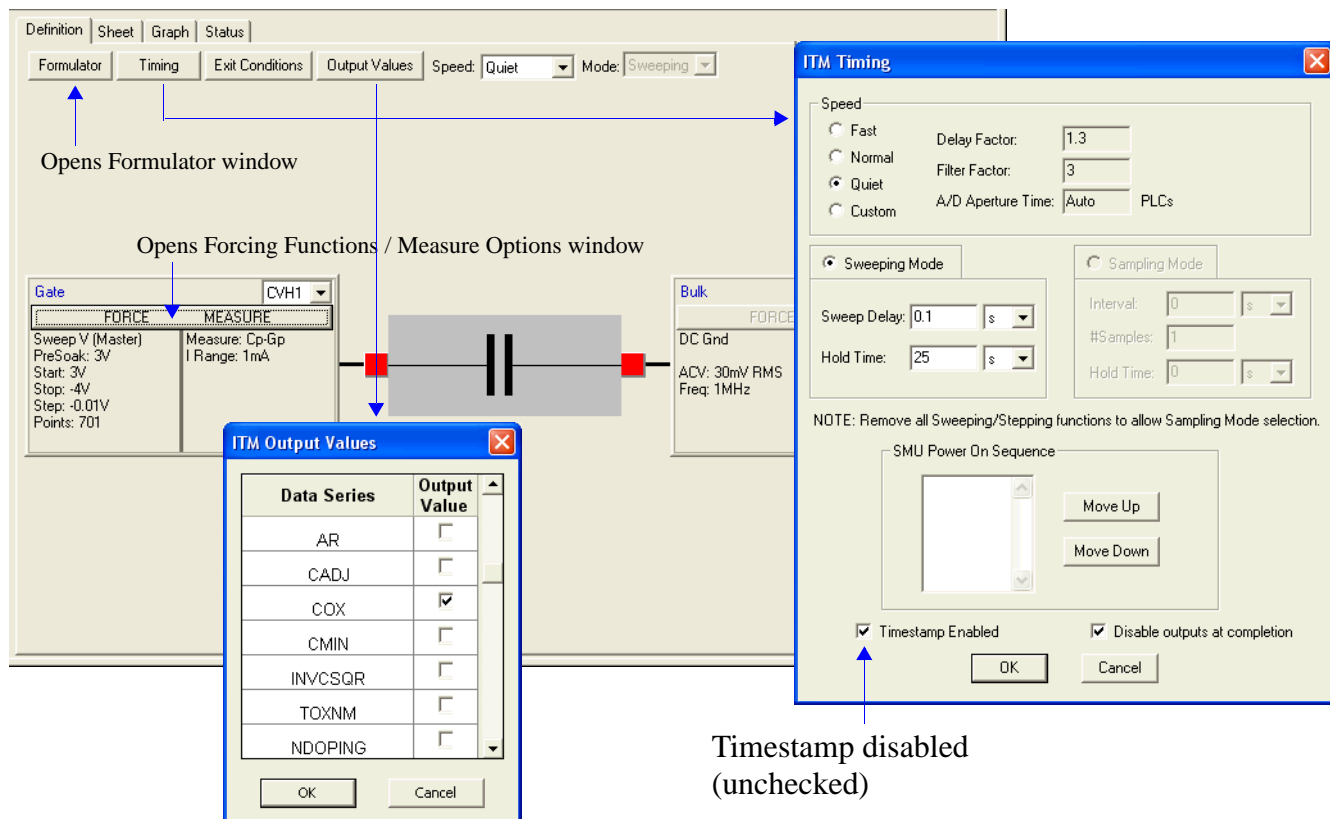 Definition Sheet Graph Status
Formulator Timing Exit Conditions Output Values Speed: Quiet Mode: Sweeping
Opens Formulator window
Opens Forcing Functions / Measure Options window
Gate CVH1
FORCE MEASURE
Sweep V (Master)
PreSoak: 3V
Start: 3V
Stop: -4V
Step: -0.01V
Points: 701
Measure: Cp-Gp
I Range: 1mA
Bulk
FORCE
DC Gnd
ACV: 30mV RMS
Freq: 1MHz
ITM Output Values
Data Series Output Value
AR
CADJ
COX
CMIN
INVCSQR
TOXNM
NDOPING
OK Cancel
ITM Timing
Speed
Fast
Normal
Quiet
Custom
Delay Factor: 1.3
Filter Factor: 3
A/D Aperture Time: Auto PLCs
Sweeping Mode
Sweep Delay: 0.1 s
Hold Time: 25 s
Sampling Mode
Interval: 0 s
#Samples: 1
Hold Time: 0 s
NOTE: Remove all Sweeping/Stepping functions to allow Sampling Mode selection.
SMU Power On Sequence
Move Up
Move Down
Timestamp Enabled Disable outputs at completion
OK Cancel
Timestamp disabled
(unchecked)